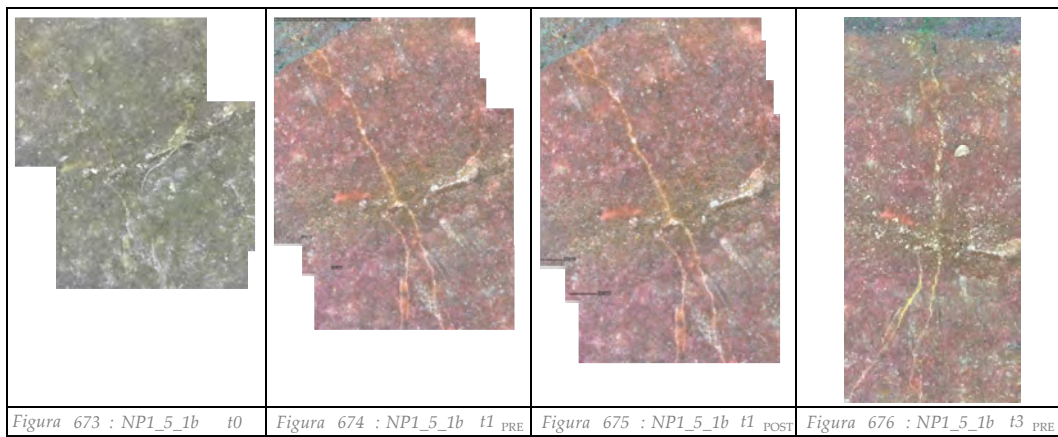 Figura 673 : NP1_5_1b t0
Figura 674 : NP1_5_1b t1 PRE
Figura 675 : NP1_5_1b t1 POST
Figura 676 : NP1_5_1b t3 PRE